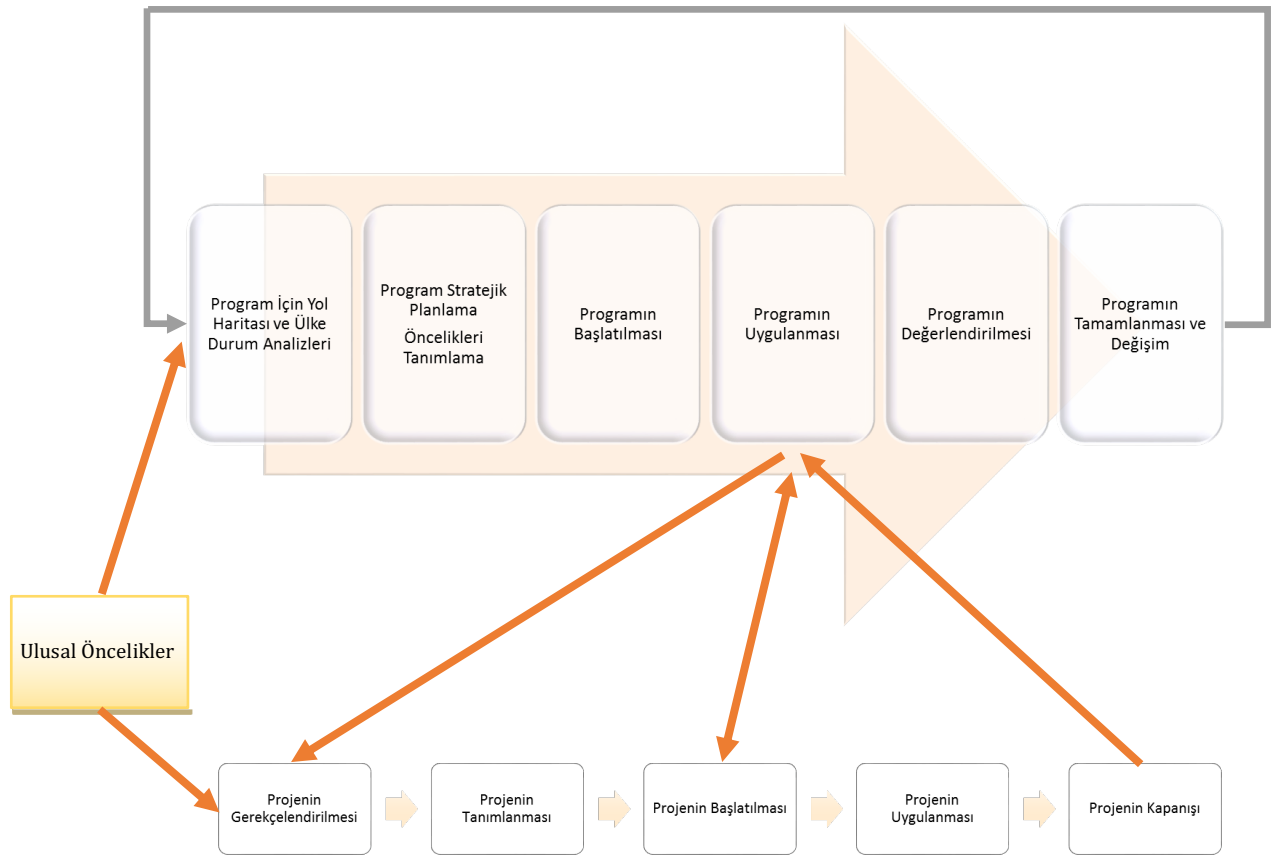 Program İçin Yol
Haritası ve Ülke
Durum Analizleri
Program Stratejik
Planlama
Öncelikleri
Tanımlama
Programın
Başlatılması
Programın
Uygulanması
Programın
Değerlendirilmesi
Programın
Tamamlanması ve
Değişim
Ulusal Öncelikler
Projenin
Gerekçelendirilmesi
Projenin
Tanımlanması
Projenin Başlatılması
Projenin
Uygulanması
Projenin Kapanışı